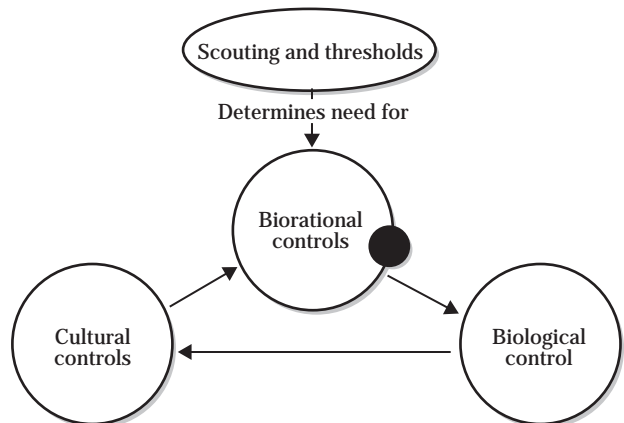 Scouting and thresholds
Determines need for
Biorational
controls
Cultural
controls
Biological
control